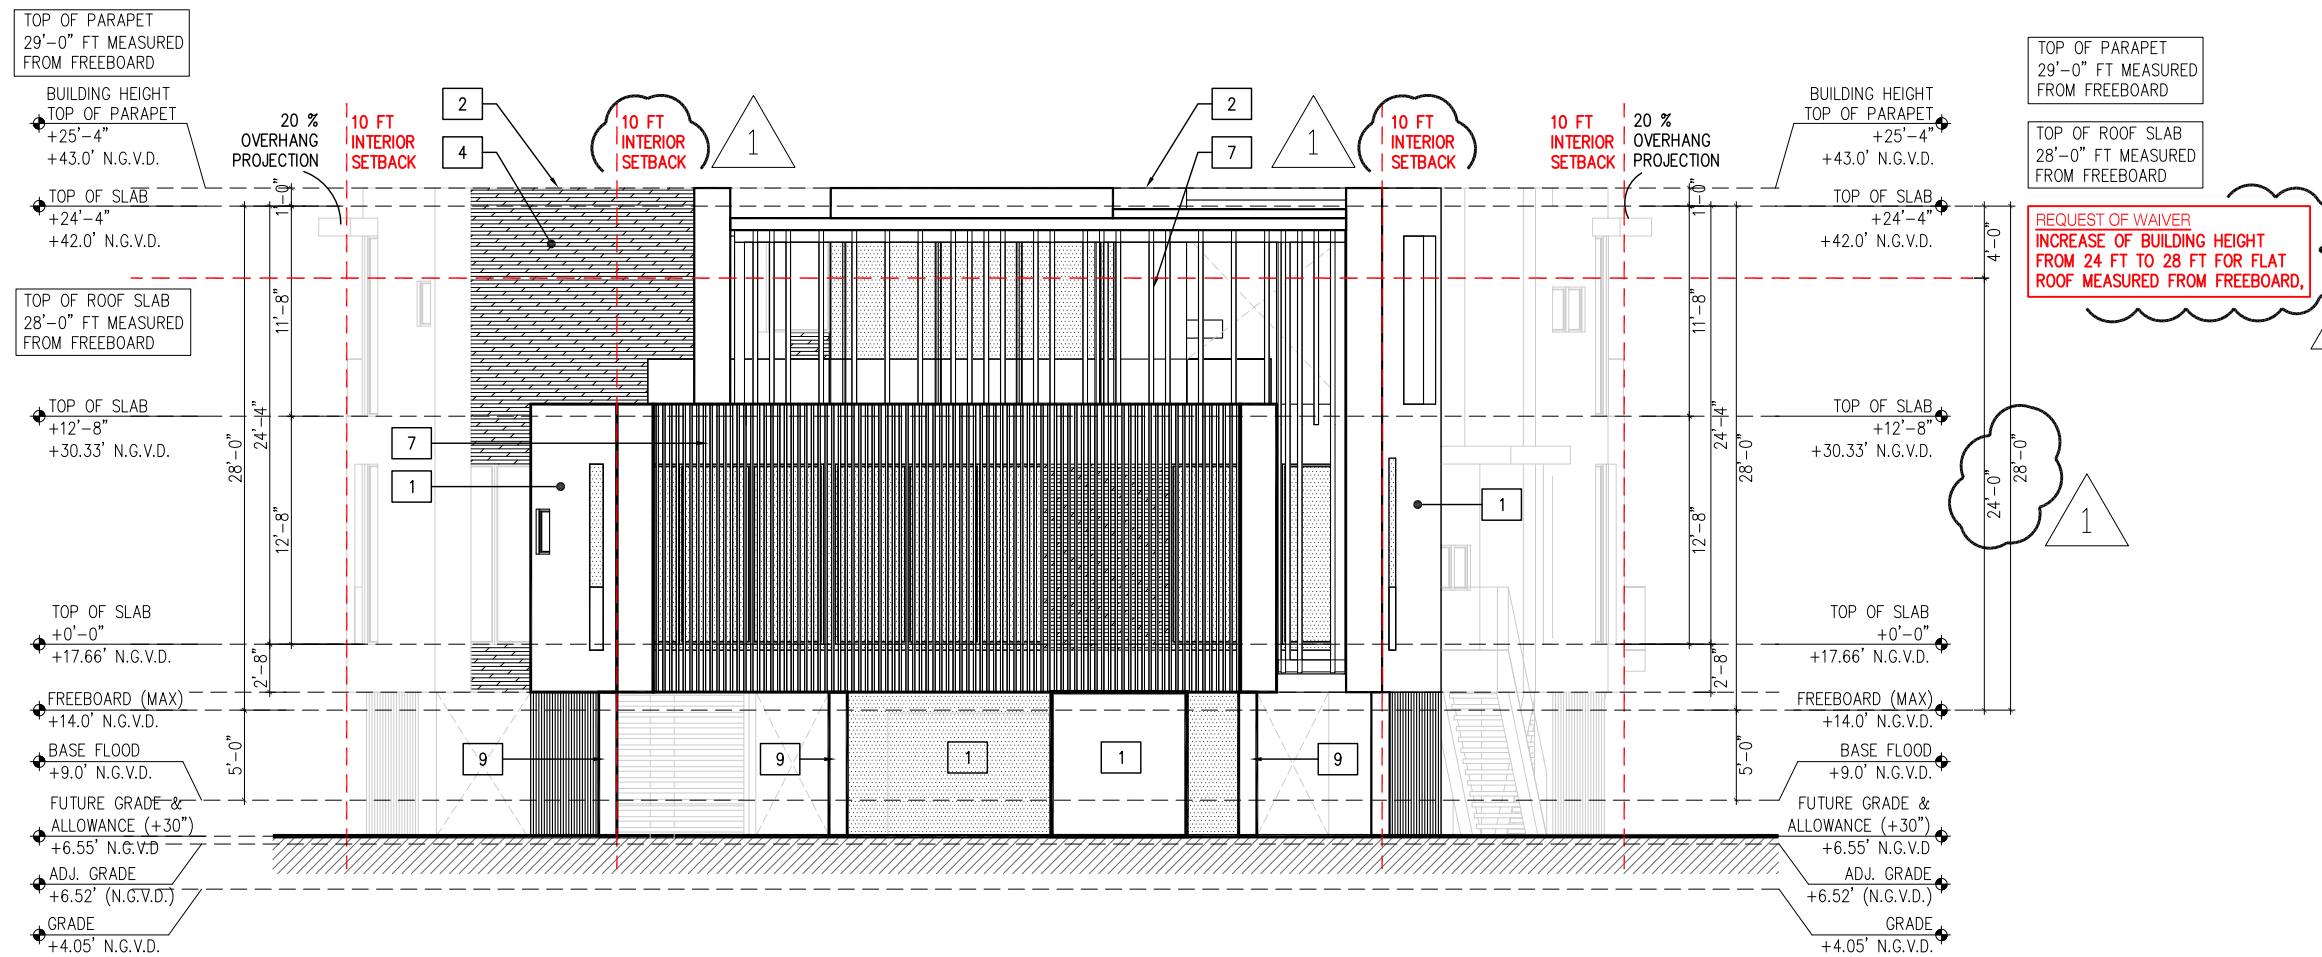 TOP OF PARAPET
29'-0" FT MEASURED
FROM FREEBOARD
BUILDING HEIGHT
TOP OF PARAPET
+25'-4"
+43.0' N.G.V.D.
TOP OF SLAB
+24'-4"
+42.0' N.G.V.D.
TOP OF ROOF SLAB
28'-0" FT MEASURED
FROM FREEBOARD
TOP OF SLAB
+12'-8"
+30.33' N.G.V.D.
TOP OF SLAB
+0'-0"
+17.66' N.G.V.D.
FREEBOARD (MAX)
+14.0' N.G.V.D.
BASE FLOOD
+9.0' N.G.V.D.
FUTURE GRADE &
ALLOWANCE (+30")
+6.55' N.G.V.D
ADJ. GRADE
+6.52' (N.G.V.D.)
GRADE
+4.05' N.G.V.D.
28'-0"
5'-0"
24'-4"
2'-8"
1'-0"
11'-8"
12'-8"
20 %
OVERHANG
PROJECTION
10 FT
INTERIOR
SETBACK
2
4
10 FT
INTERIOR
SETBACK
1
7
1
9
9
1
1
9
1
2
7
10 FT
INTERIOR
SETBACK
1
10 FT
INTERIOR
SETBACK
20 %
OVERHANG
PROJECTION
1'-0"
11'-8"
12'-8"
24'-4"
2'-8"
28'-0"
5'-0"
BUILDING HEIGHT
TOP OF PARAPET
+25'-4"
+43.0' N.G.V.D.
TOP OF SLAB
+24'-4"
+42.0' N.G.V.D.
TOP OF SLAB
+12'-8"
+30.33' N.G.V.D.
TOP OF SLAB
+0'-0"
+17.66' N.G.V.D.
FREEBOARD (MAX)
+14.0' N.G.V.D.
BASE FLOOD
+9.0' N.G.V.D.
FUTURE GRADE &
ALLOWANCE (+30")
+6.55' N.G.V.D
ADJ. GRADE
+6.52' (N.G.V.D.)
GRADE
+4.05' N.G.V.D.
4'-0"
24'-0"
28'-0"
1
TOP OF PARAPET
29'-0" FT MEASURED
FROM FREEBOARD
TOP OF ROOF SLAB
28'-0" FT MEASURED
FROM FREEBOARD
REQUEST OF WAIVER
INCREASE OF BUILDING HEIGHT
FROM 24 FT TO 28 FT FOR FLAT
ROOF MEASURED FROM FREEBOARD,